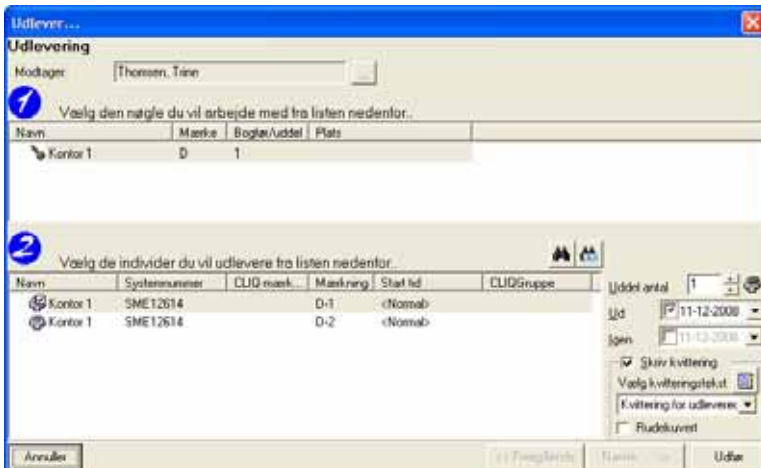 Udlever...
Udlevering
Modtager Thomsen, Trine ...
1 Vælg den nøgle du vil arbejde med fra listen nedenfor..
Navn Mærke Bogfør/uddel Plats
Kontor 1 D 1
2 Vælg de individer du vil udlevere fra listen nedenfor..
Navn Systemnummer CLIQ mærk... Mærkning Start tid CLIQGruppe
Kontor 1 SME12614 D-1 <Normal>
Kontor 1 SME12614 D-2 <Normal>
Uddel antal 1
Ud 11-12-2008
Igen 11-12-2008
Skriv kvittering
Vælg kvitteringstekst
Kvittering for udleveret
Rudekuvert
Annuller Udfør